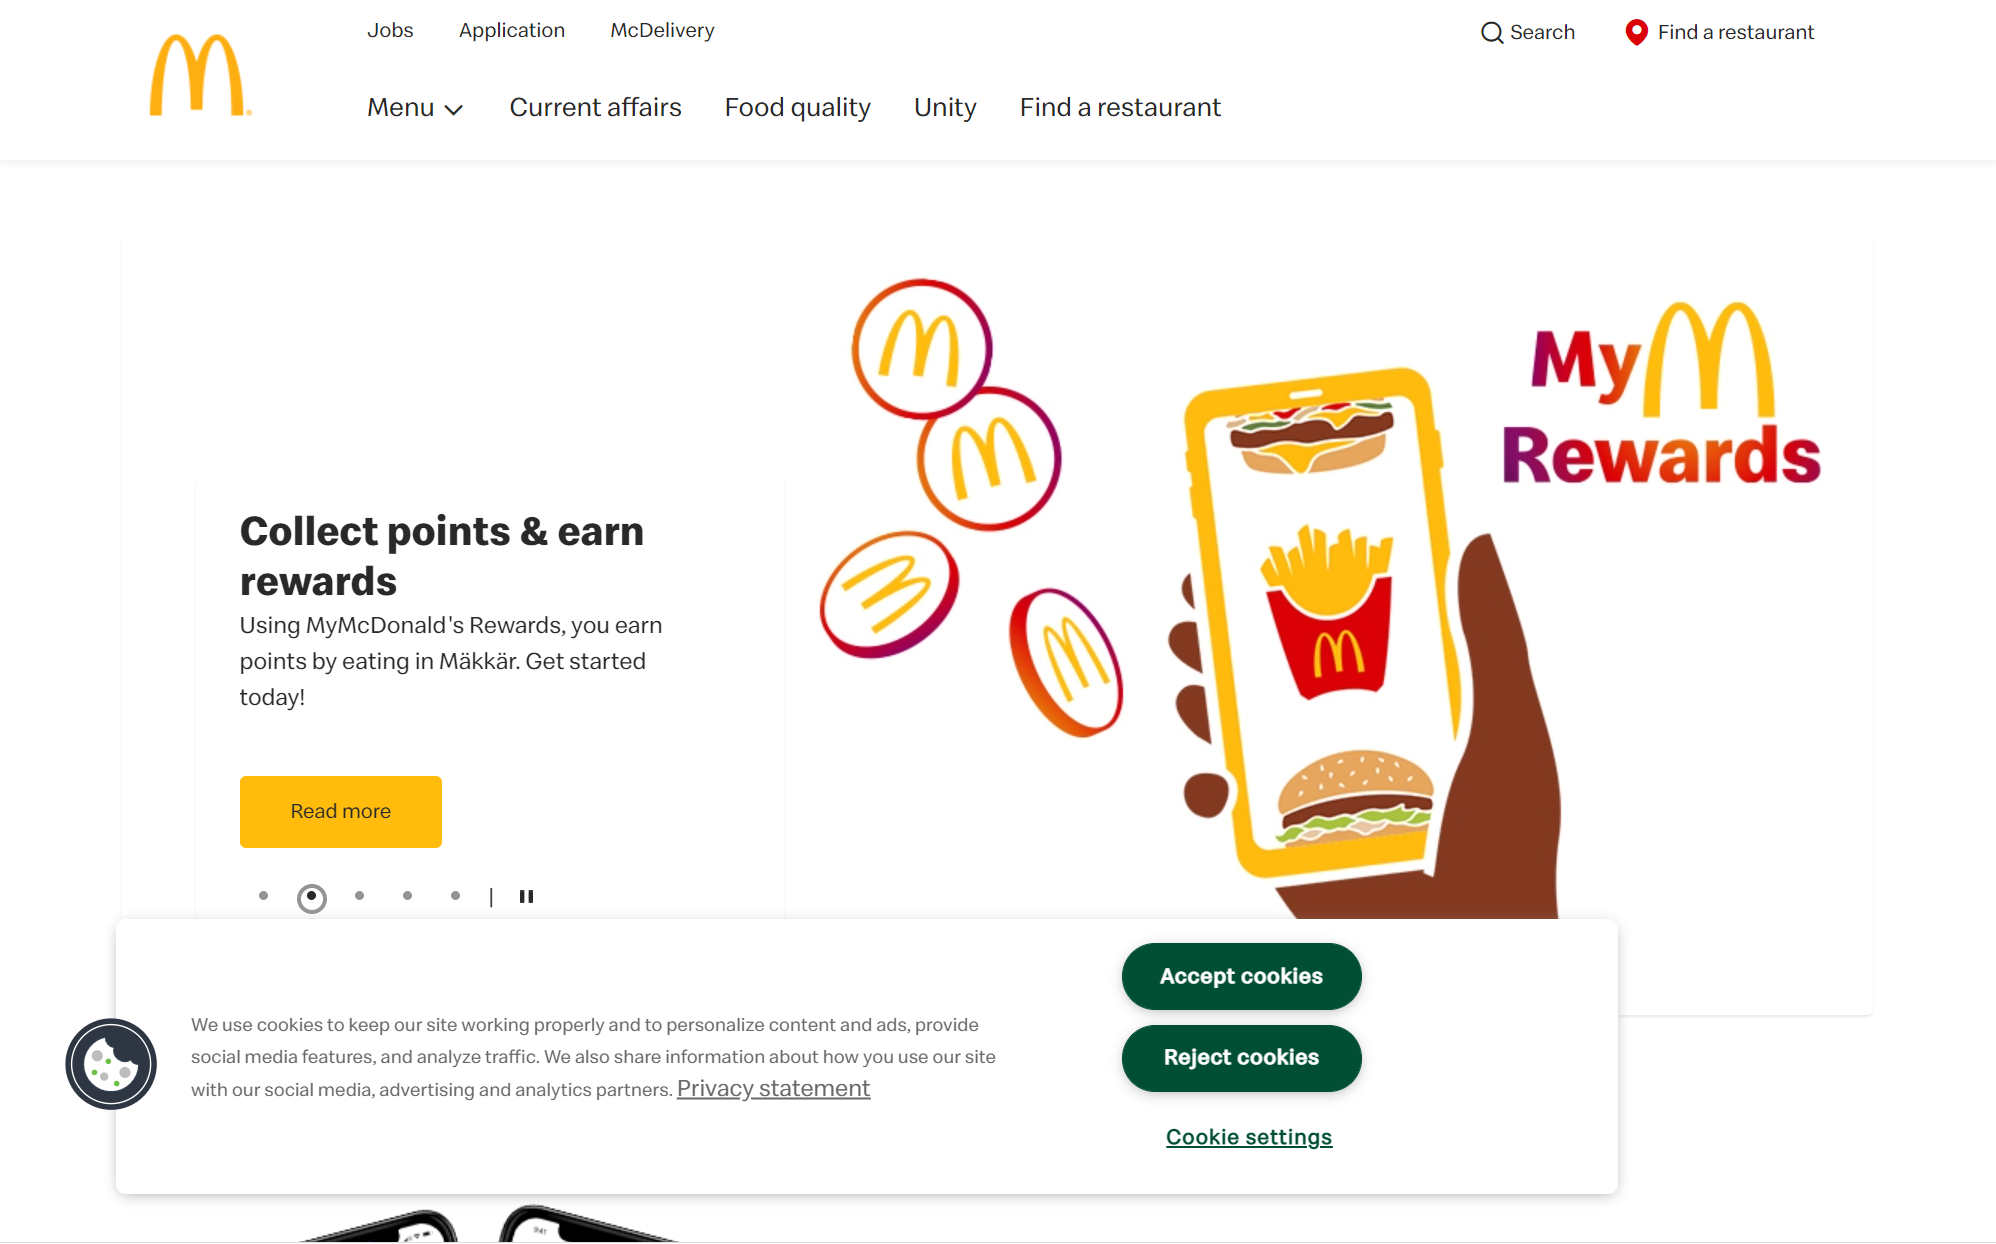 Jobs Application McDelivery
Search Find a restaurant
Menu Current affairs Food quality Unity Find a restaurant
My
Rewards
Collect points & earn
rewards
Using MyMcDonald's Rewards, you earn
points by eating in Mäkkär. Get started
today!
Read more
We use cookies to keep our site working properly and to personalize content and ads, provide
social media features, and analyze traffic. We also share information about how you use our site
with our social media, advertising and analytics partners. Privacy statement
Accept cookies
Reject cookies
Cookie settings
9:41